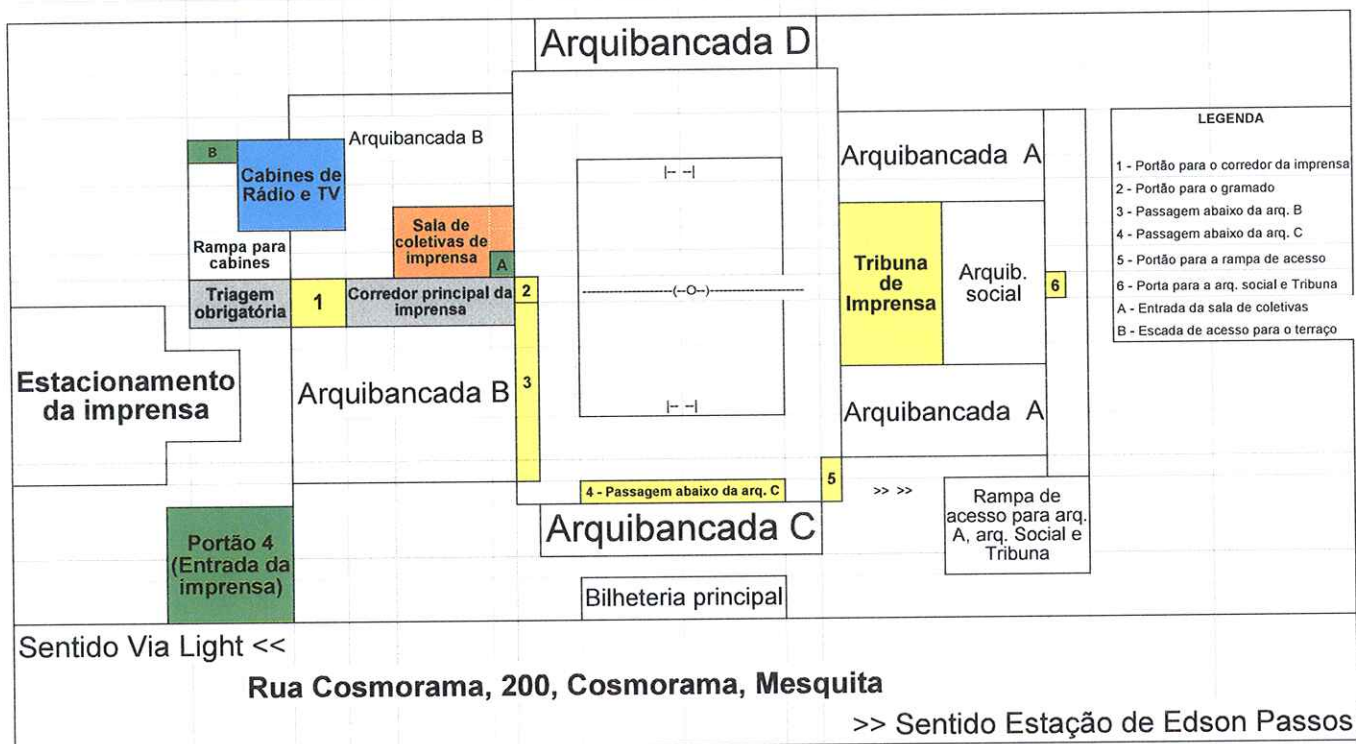 Arquibancada D
Arquibancada B
B
Cabines de
Rádio e TV
Rampa para
cabines
Sala de
coletivas de
imprensa
A
Triagem
obrigatória
1
Corredor principal da
imprensa
2
3
Estacionamento
da imprensa
Arquibancada B
Portão 4
(Entrada da
imprensa)
|-- --|
------------------(--O--)------------------
|-- --|
4 - Passagem abaixo da arq. C
Arquibancada C
Bilheteria principal
5
>> >>
Arquibancada A
Tribuna
de
Imprensa
Arquib.
social
6
Arquibancada A
Rampa de
acesso para arq.
A, arq. Social e
Tribuna
LEGENDA
1 - Portão para o corredor da imprensa
2 - Portão para o gramado
3 - Passagem abaixo da arq. B
4 - Passagem abaixo da arq. C
5 - Portão para a rampa de acesso
6 - Porta para a arq. social e Tribuna
A - Entrada da sala de coletivas
B - Escada de acesso para o terraço
Sentido Via Light <<
Rua Cosmorama, 200, Cosmorama, Mesquita
>> Sentido Estação de Edson Passos